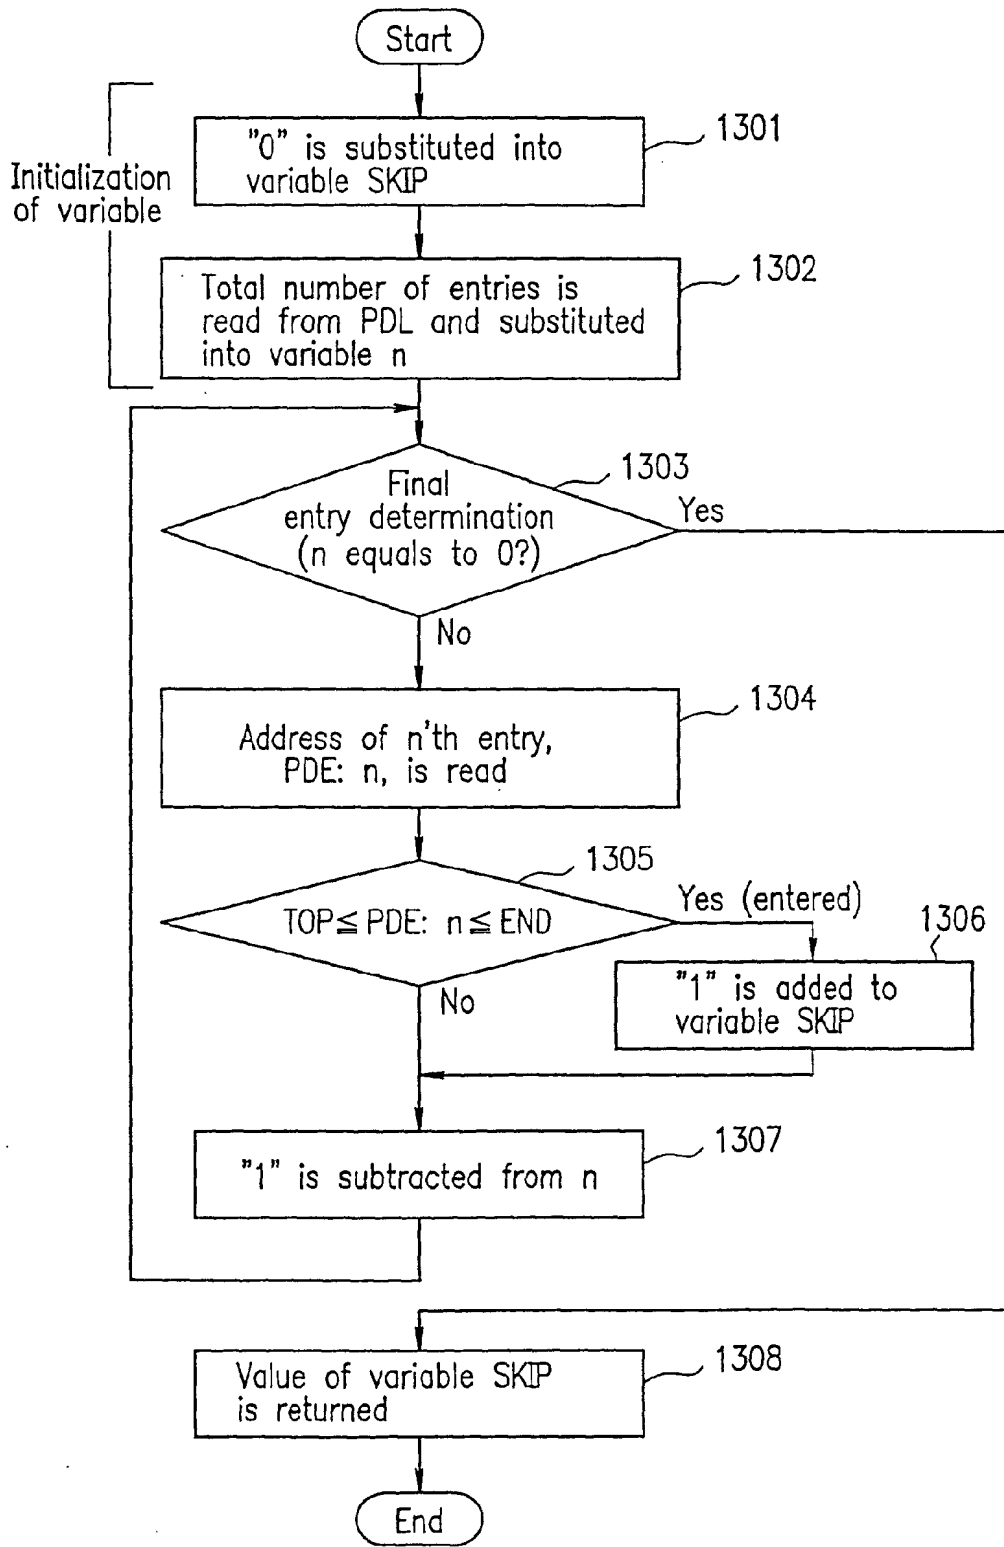 Start
1301
"0" is substituted into
variable SKIP
Initialization
of variable
1302
Total number of entries is
read from PDL and substituted
into variable n
1303
Final
entry determination
(n equals to 0?)
Yes
No
1304
Address of n'th entry,
PDE: n, is read
1305
TOP≦ PDE: n≦ END
Yes (entered)
1306
"1" is added to
variable SKIP
No
1307
"1" is subtracted from n
1308
Value of variable SKIP
is returned
End